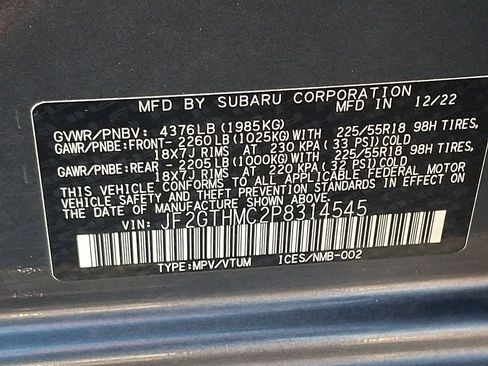 MFD BY SUBARU CORPORATION
MFD IN 12/22
GVWR/PNBV: 4376LB (1985KG)
GAWR/PNBE:FRONT- 2260LB (1025KG) WITH 225/55R18 98H TIRES,
18X7J RIMS AT 230 KPA (33 PSI) COLD
GAWR/PNBE:REAR - 2205LB (1000KG) WITH 225/55R18 98H TIRES,
18X7J RIMS AT 220 KPA (32 PSI) COLD
THIS VEHICLE CONFORMS TO ALL APPLICABLE FEDERAL MOTOR
VEHICLE SAFETY AND THEFT PREVENTION STANDARDS IN EFFECT
ON THE DATE OF MANUFACTURE SHOWN ABOVE.
VIN: JF2GTHMC2P8314545
TYPE:MPV/VTUM ICES/NMB-002